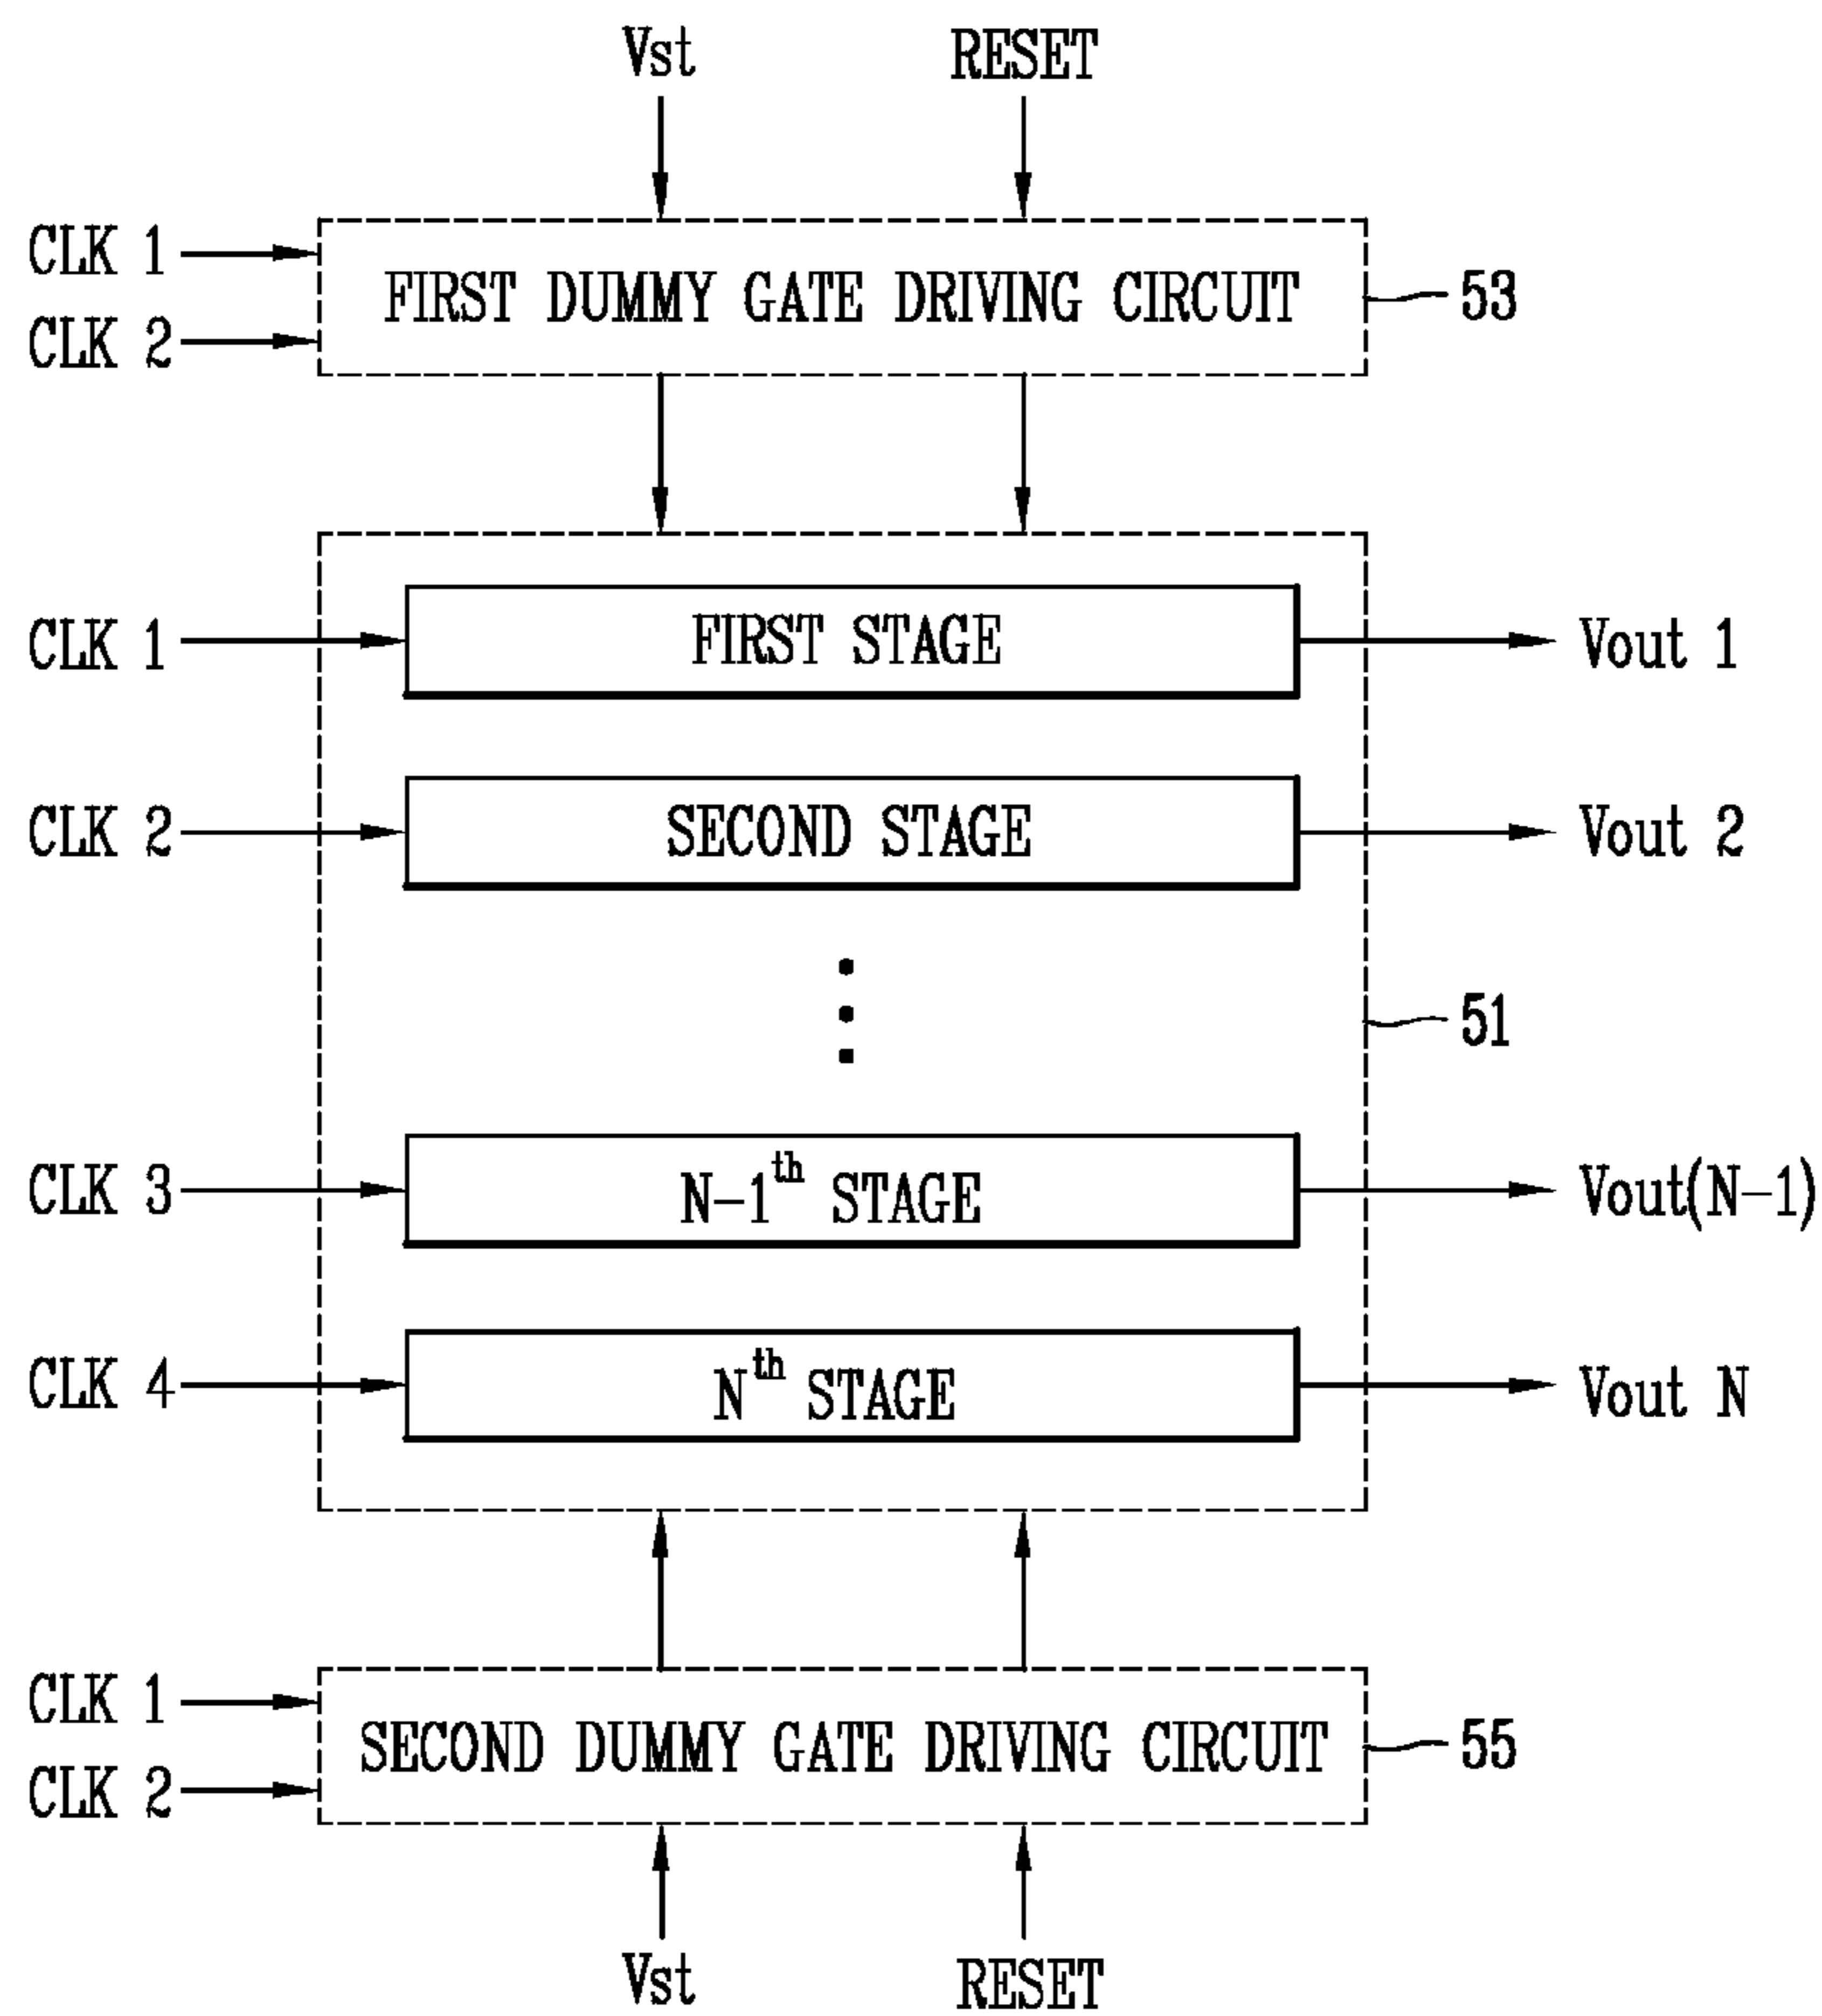 Vst RESET
CLK 1
FIRST DUMMY GATE DRIVING CIRCUIT 53
CLK 2
CLK 1 FIRST STAGE Vout 1
CLK 2 SECOND STAGE Vout 2
51
CLK 3 N-1th STAGE Vout(N-1)
CLK 4 Nth STAGE Vout N
CLK 1
SECOND DUMMY GATE DRIVING CIRCUIT 55
CLK 2
Vst RESET